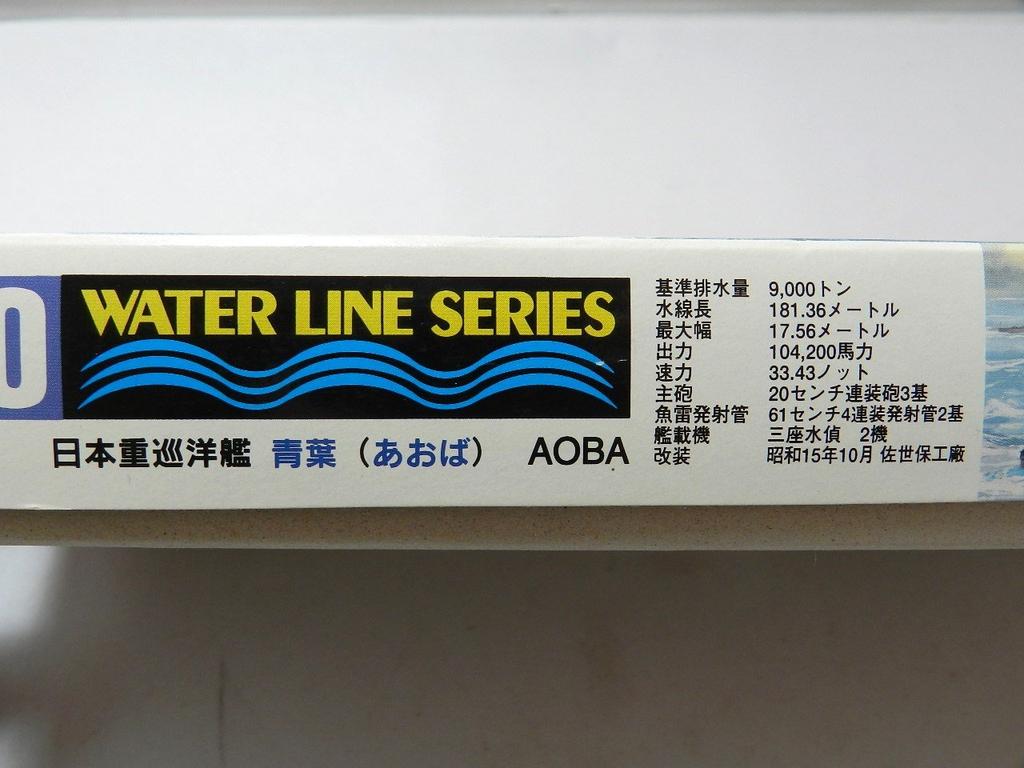 0
WATER LINE SERIES
日本重巡洋艦 青葉 (あおば) AOBA
基準排水量 9,000トン
水線長 181.36メートル
最大幅 17.56メートル
出力 104,200馬力
速力 33.43ノット
主砲 20センチ連装砲3基
魚雷発射管 61センチ4連装発射管2基
艦載機 三座水偵 2機
改装 昭和15年10月 佐世保工廠